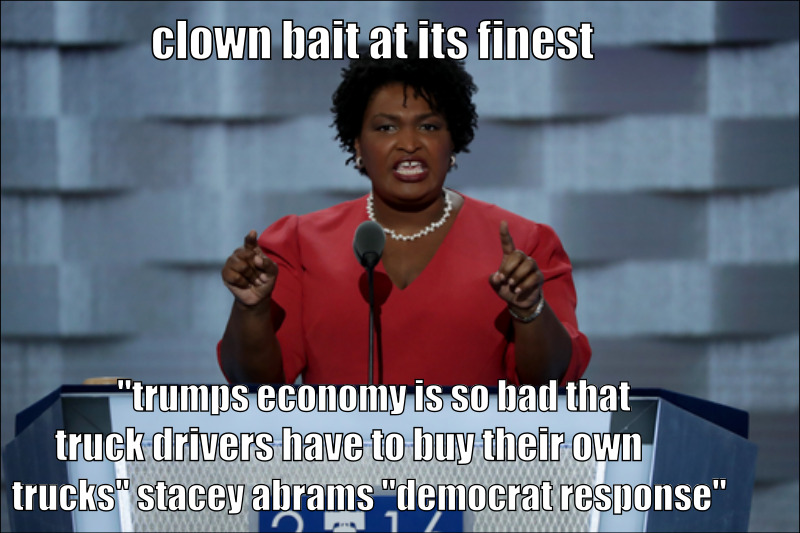 clown bait at its finest
"trumps economy is so bad that
truck drivers have to buy their own
trucks" stacey abrams "democrat response"